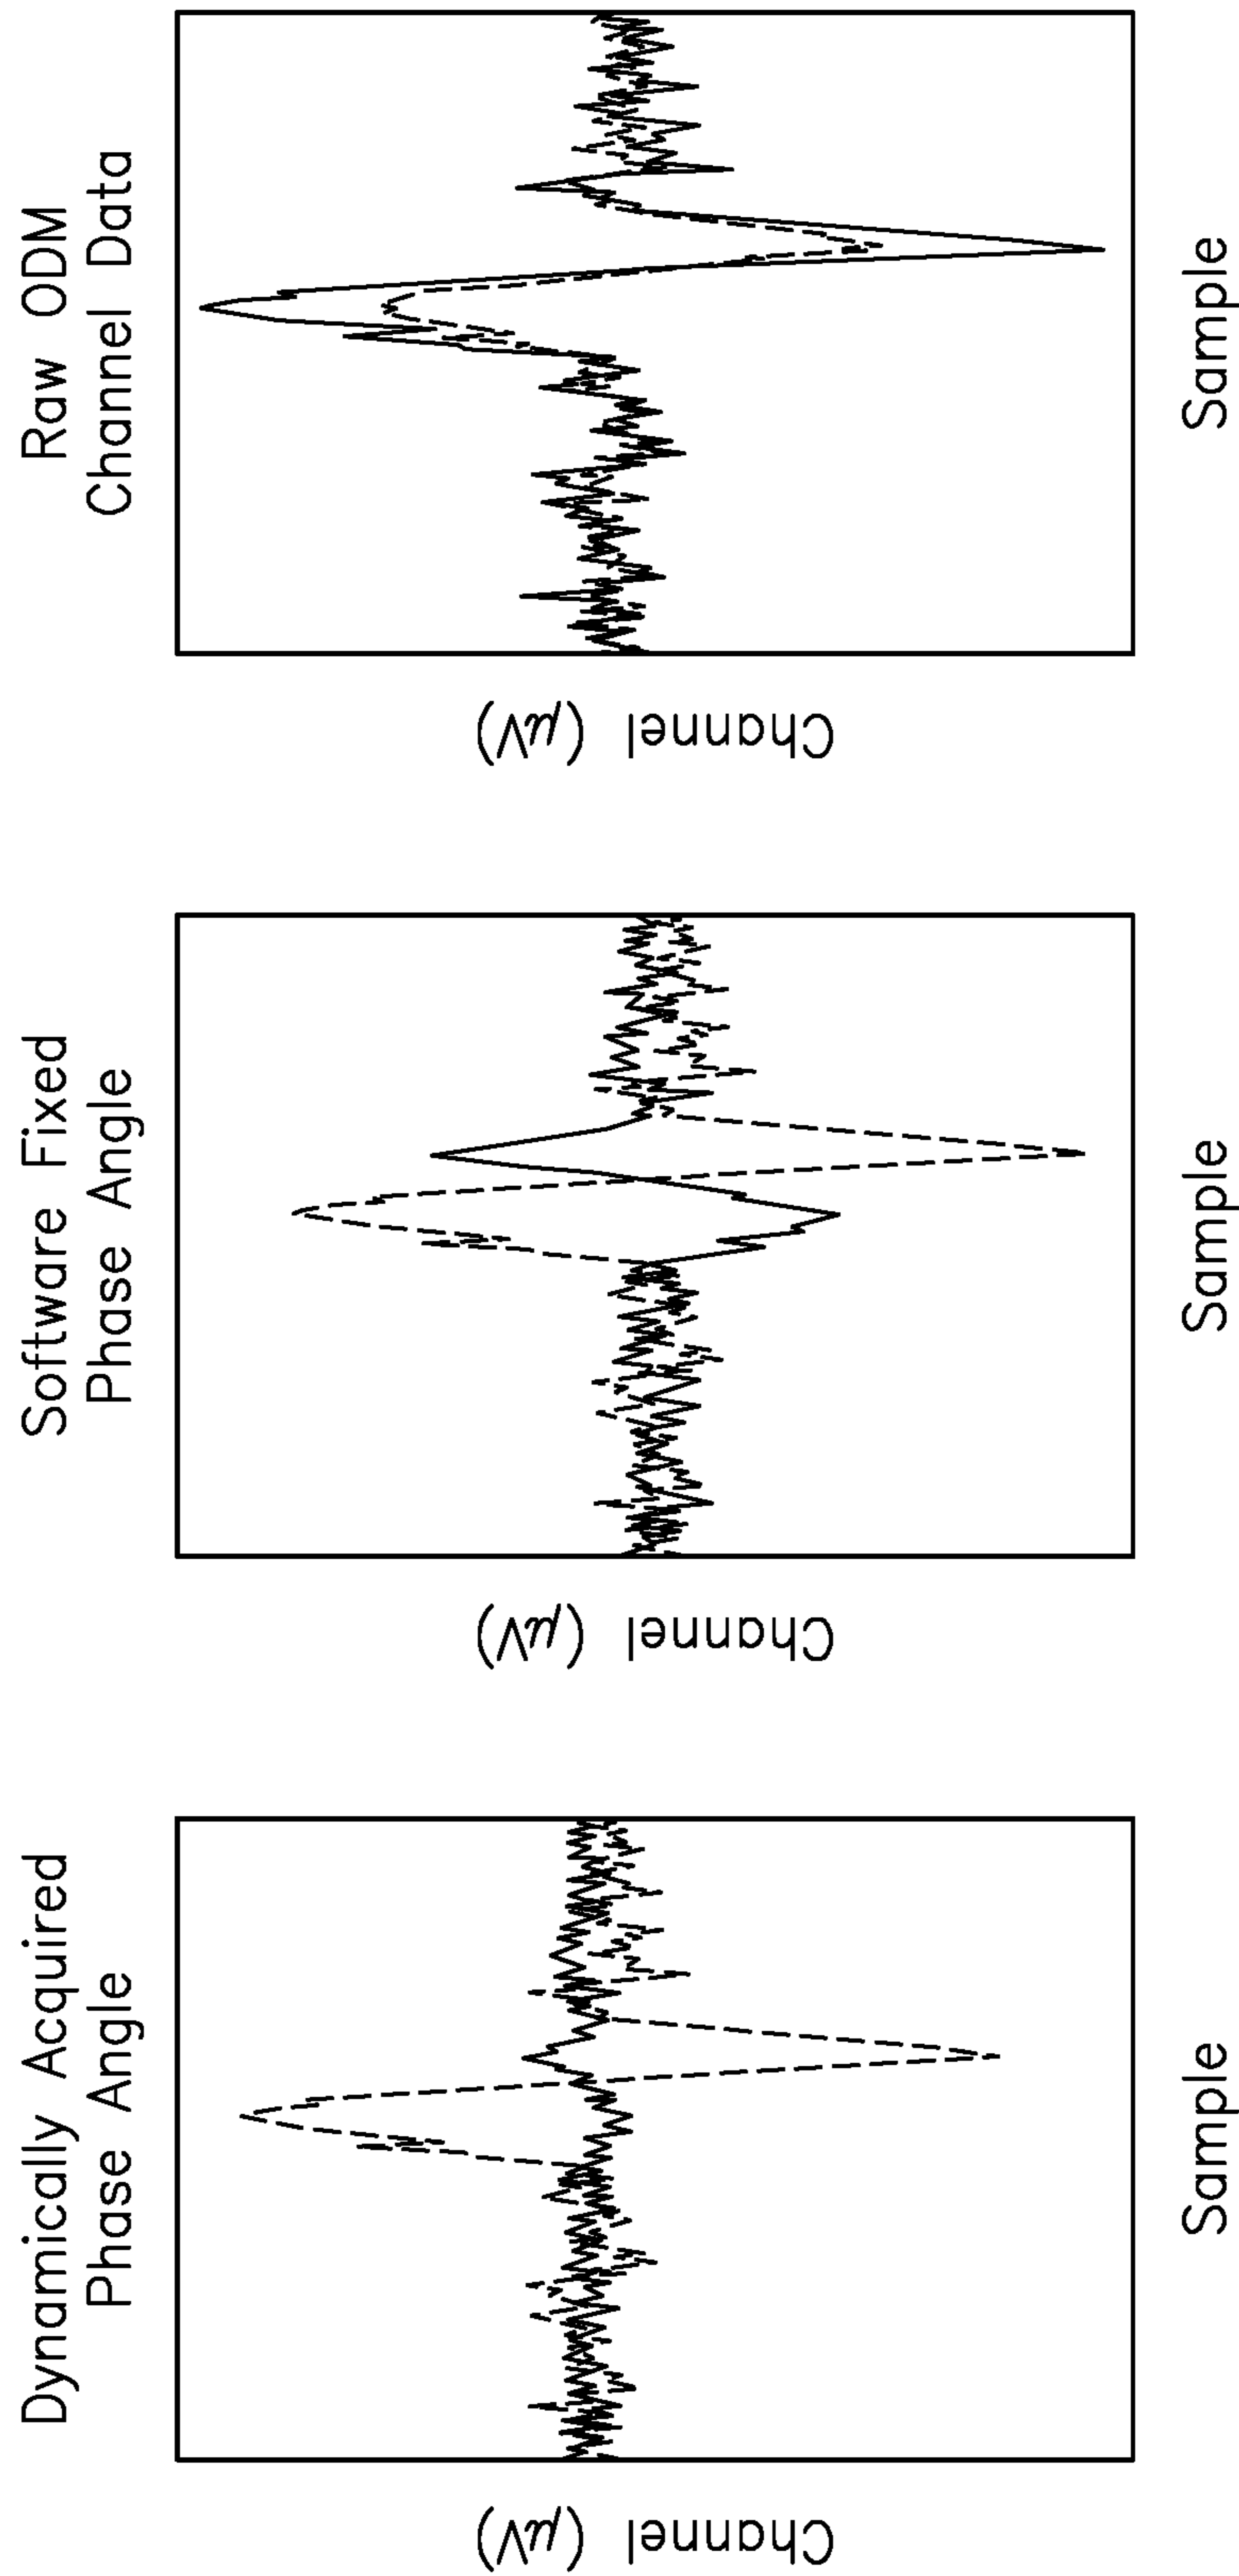 Dynamically Acquired
Phase Angle
Channel (μV)
Sample
Software Fixed
Phase Angle
Channel (μV)
Sample
Raw ODM
Channel Data
Channel (μV)
Sample